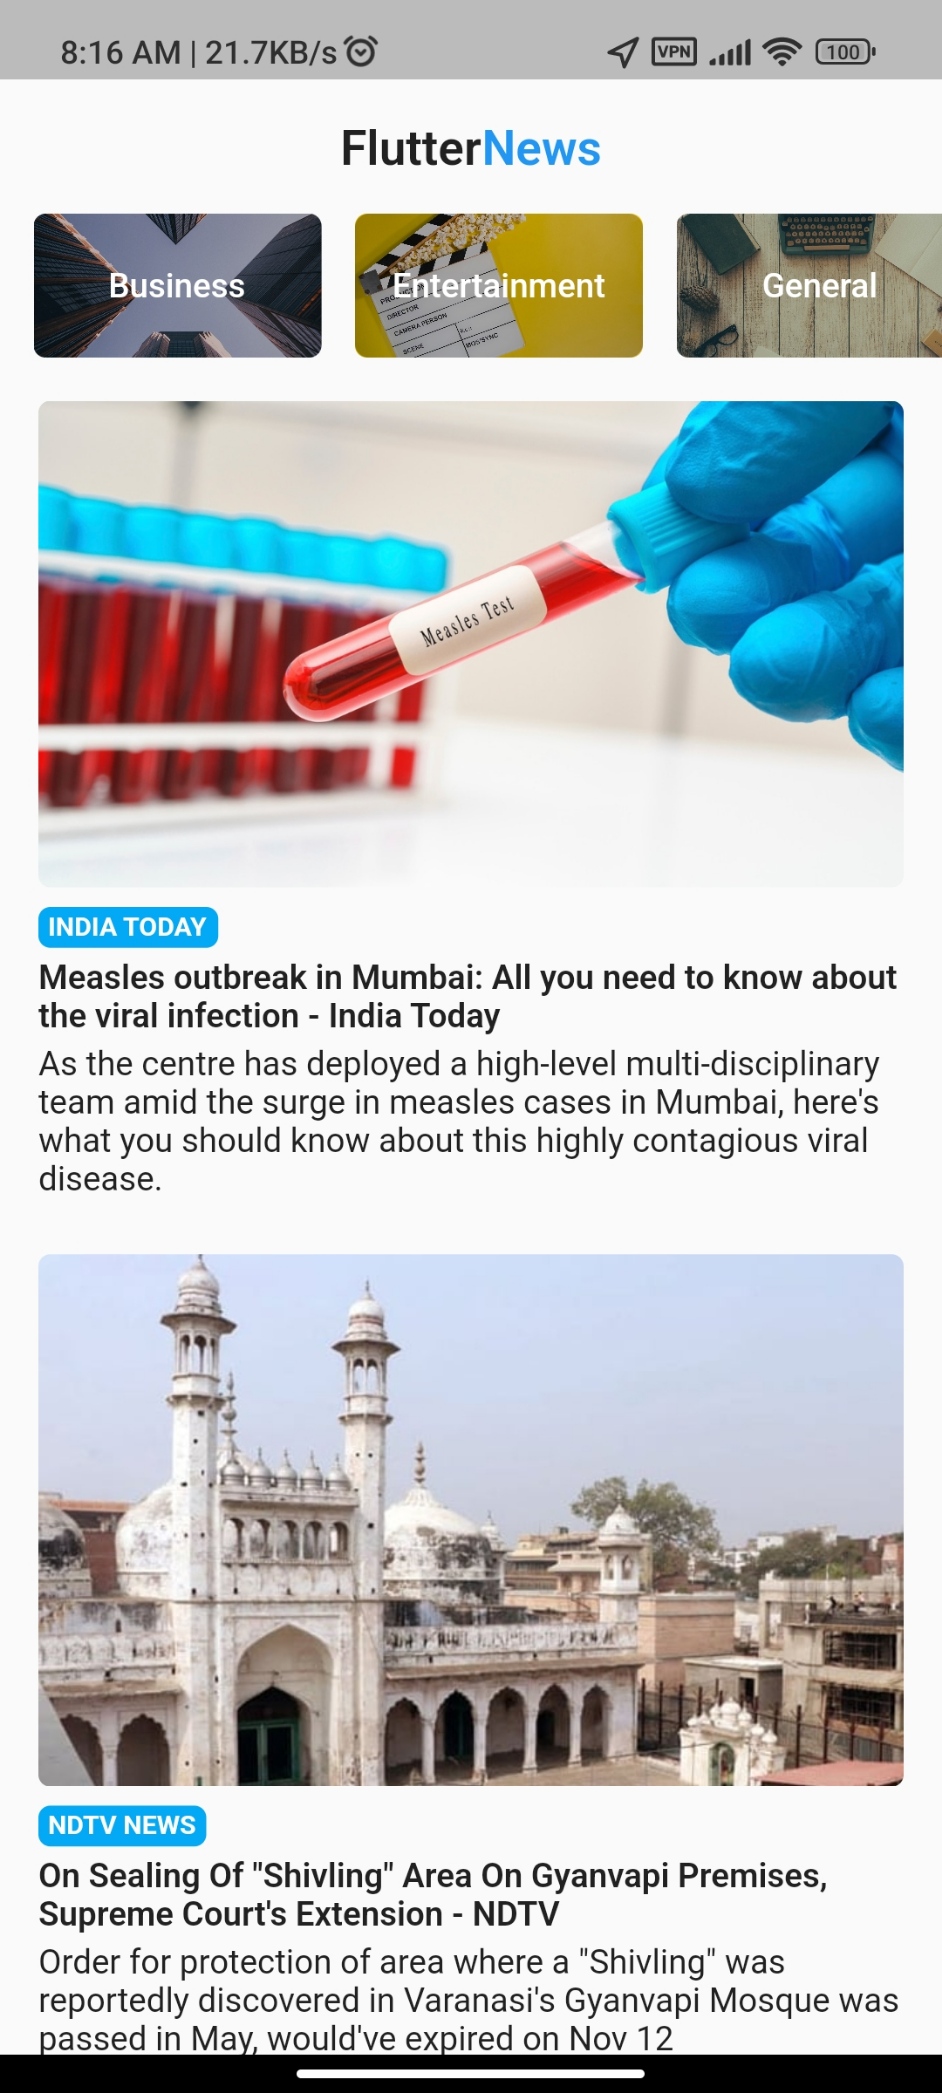 8:16 AM | 21.7KB/s
VPN
100
FlutterNews
Business
Entertainment
General
DIRECTOR
CAMERA PERSON
SCENE
Measles Test
INDIA TODAY
Measles outbreak in Mumbai: All you need to know about
the viral infection - India Today
As the centre has deployed a high-level multi-disciplinary
team amid the surge in measles cases in Mumbai, here's
what you should know about this highly contagious viral
disease.
NDTV NEWS
On Sealing Of "Shivling" Area On Gyanvapi Premises,
Supreme Court's Extension - NDTV
Order for protection of area where a "Shivling" was
reportedly discovered in Varanasi's Gyanvapi Mosque was
passed in May, would've expired on Nov 12